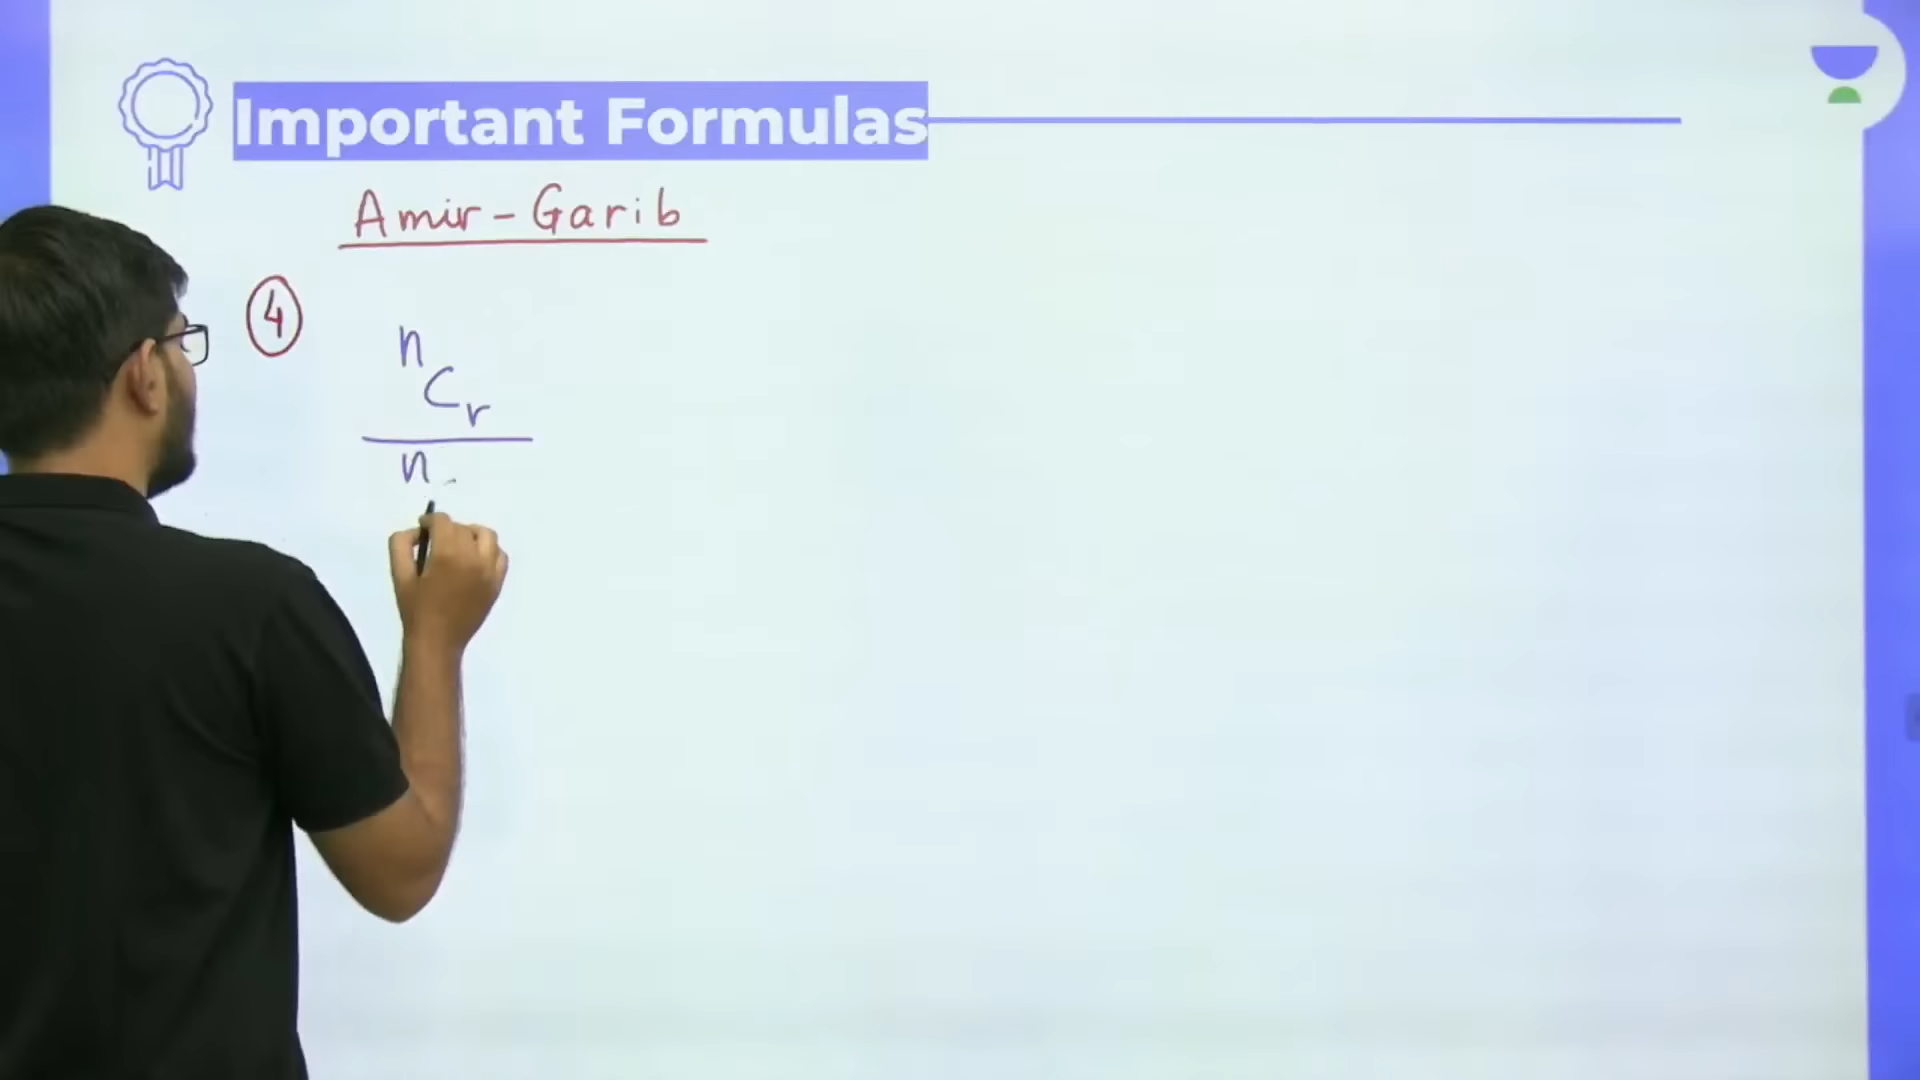 Important Formulas
Amir-Garib
④
ⁿCᵣ
n